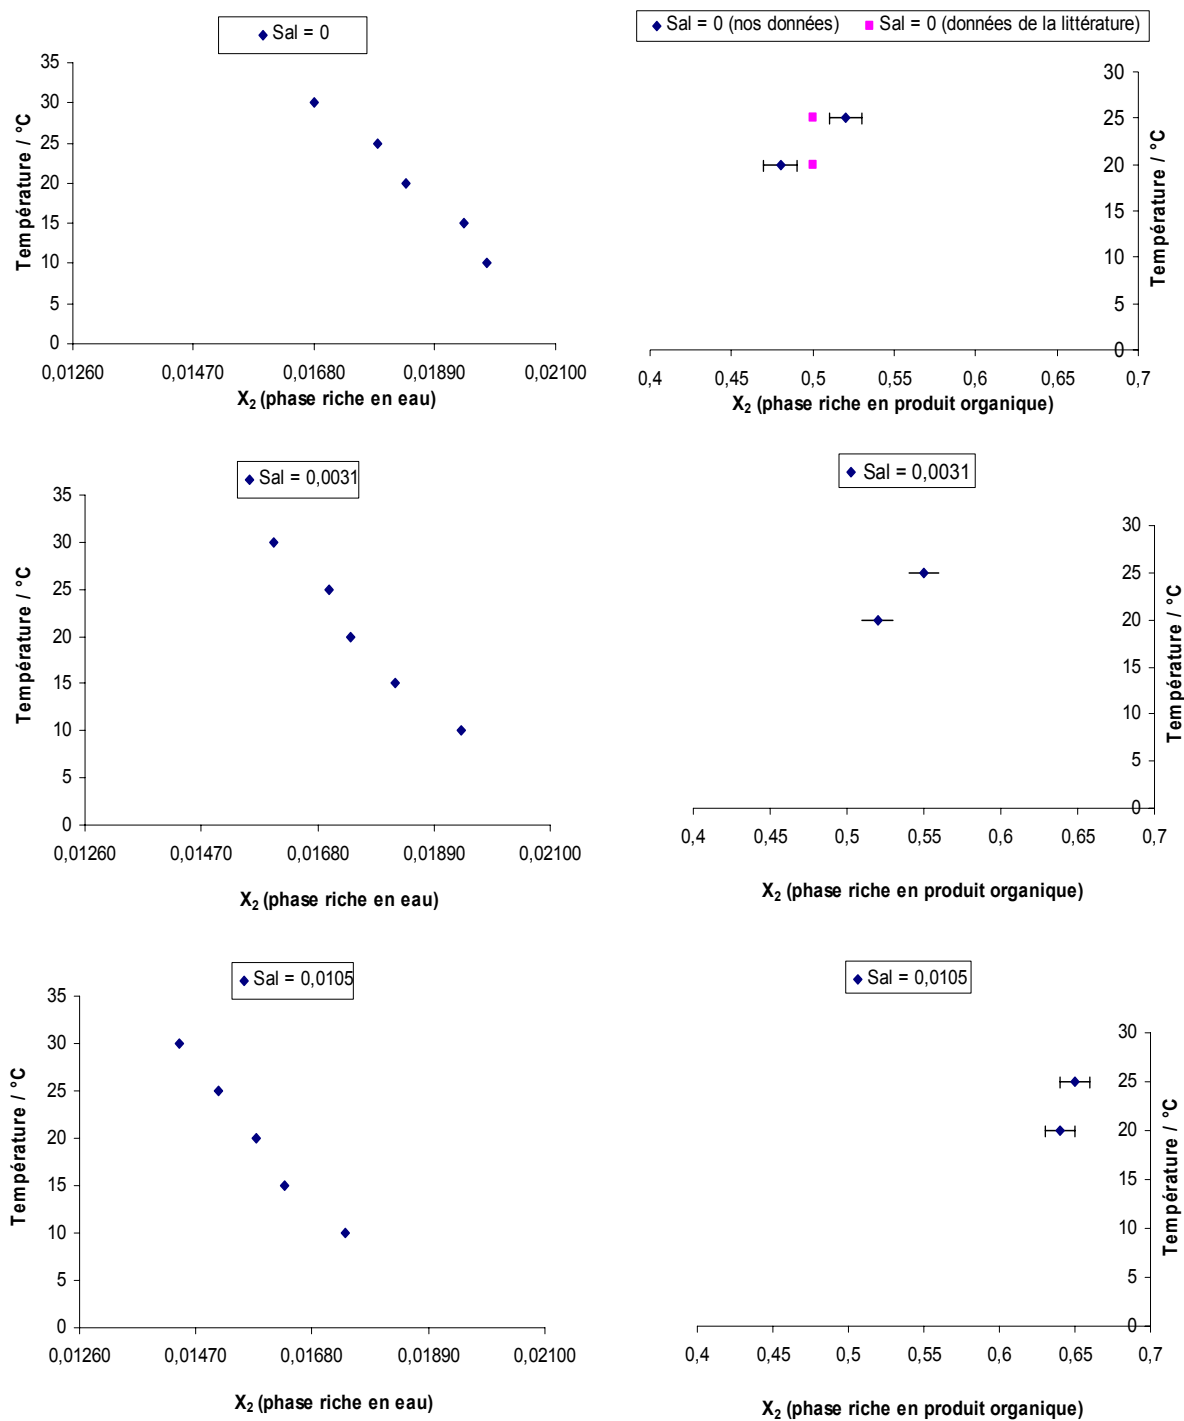 Sal = 0
35
30
25
20
15
10
5
0
Température / °C
0,01260 0,01470 0,01680 0,01890 0,02100
X2 (phase riche en eau)
Sal = 0 (nos données) Sal = 0 (données de la littérature)
30
25
20
15
10
5
0
Température / °C
0,4 0,45 0,5 0,55 0,6 0,65 0,7
X2 (phase riche en produit organique)
Sal = 0,0031
35
30
25
20
15
10
5
0
Température / °C
0,01260 0,01470 0,01680 0,01890 0,02100
X2 (phase riche en eau)
Sal = 0,0031
30
25
20
15
10
5
0
Température / °C
0,4 0,45 0,5 0,55 0,6 0,65 0,7
X2 (phase riche en produit organique)
Sal = 0,0105
35
30
25
20
15
10
5
0
Température / °C
0,01260 0,01470 0,01680 0,01890 0,02100
X2 (phase riche en eau)
Sal = 0,0105
30
25
20
15
10
5
0
Température / °C
0,4 0,45 0,5 0,55 0,6 0,65 0,7
X2 (phase riche en produit organique)